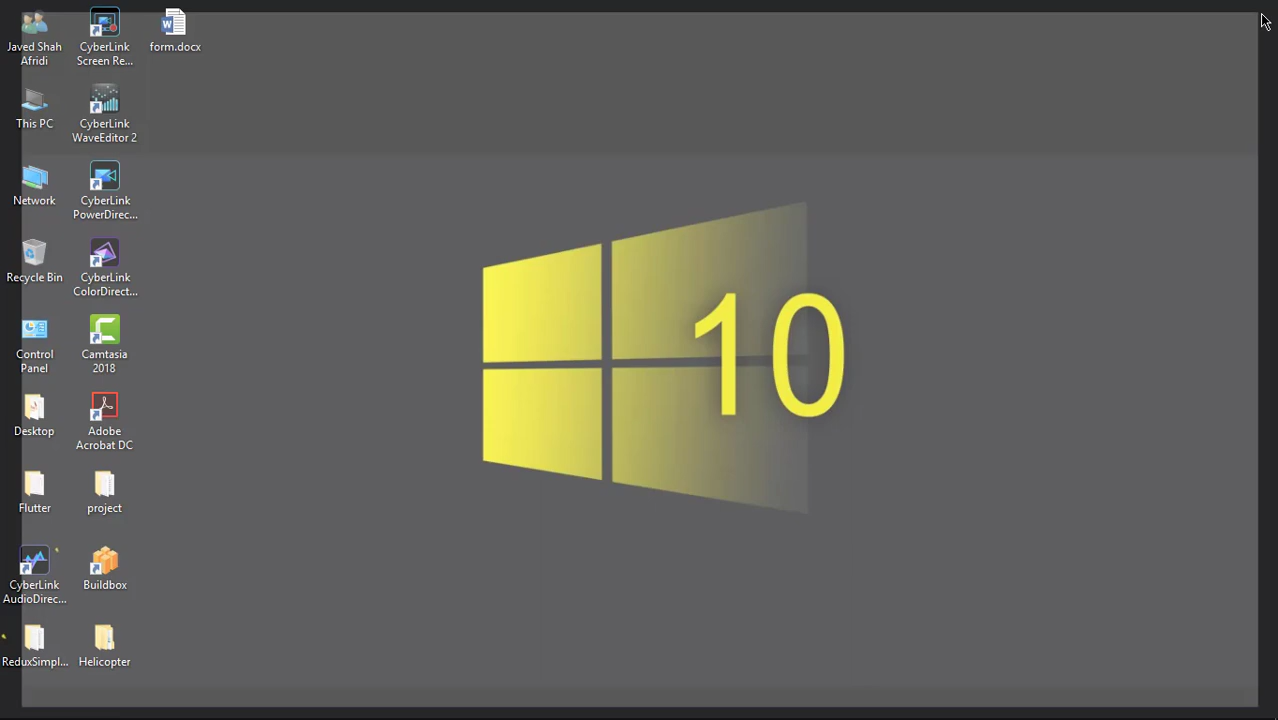 Javed Shah
Afridi
CyberLink
Screen Re...
form.docx
This PC
CyberLink
WaveEditor 2
Network
CyberLink
PowerDirec...
Recycle Bin
CyberLink
ColorDirect...
Control
Panel
Camtasia
2018
Desktop
Adobe
Acrobat DC
Flutter
project
CyberLink
AudioDirec...
Buildbox
ReduxSimpl...
Helicopter
10